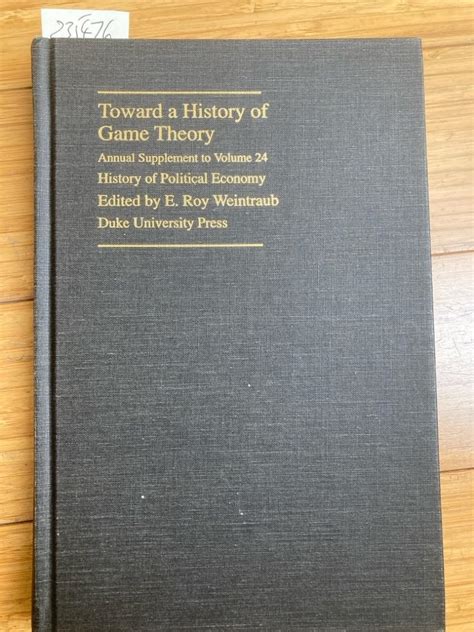 231476
Toward a History of
Game Theory
Annual Supplement to Volume 24
History of Political Economy
Edited by E. Roy Weintraub
Duke University Press